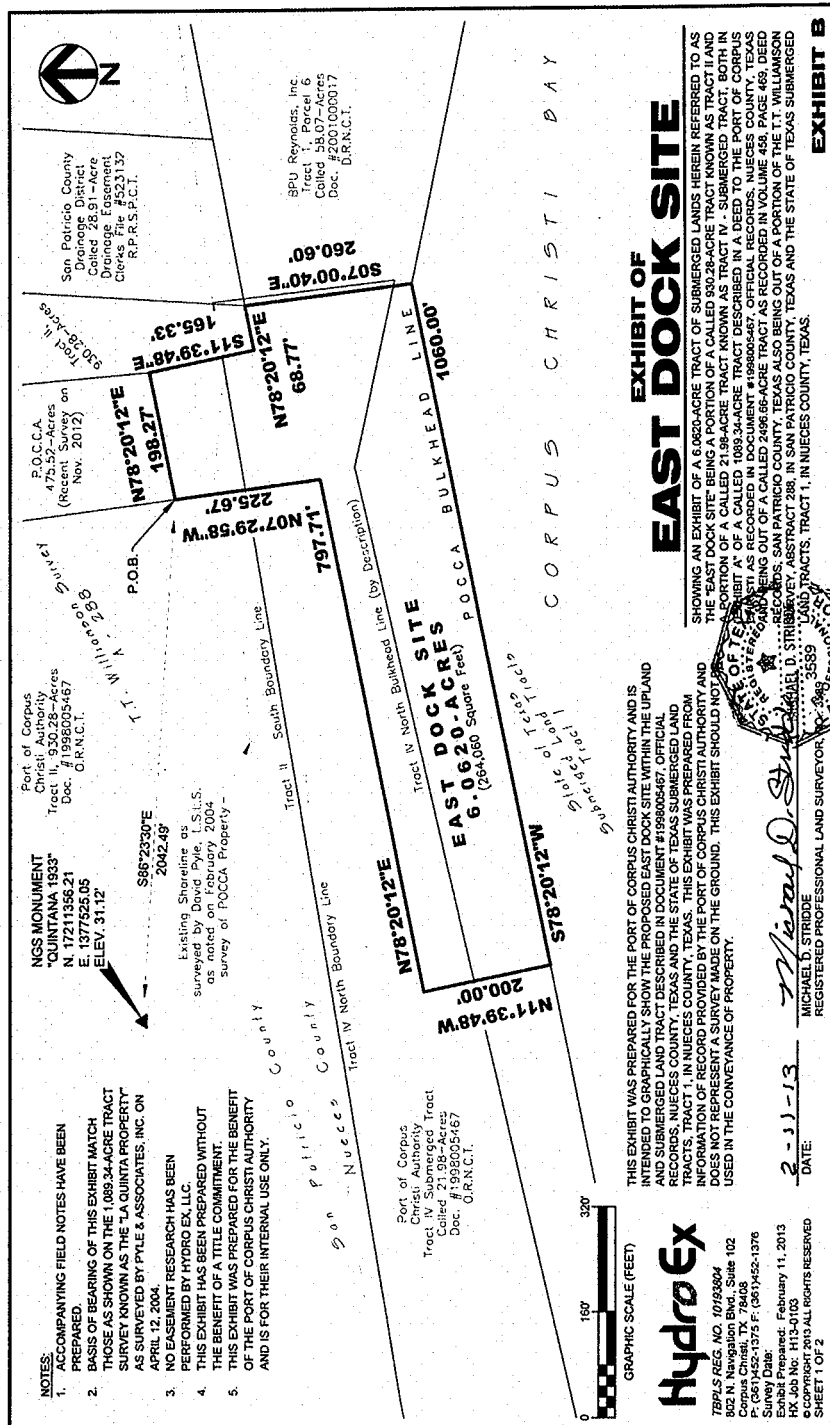 NOTES:
1. ACCOMPANYING FIELD NOTES HAVE BEEN
PREPARED.
2. BASIS OF BEARING OF THIS EXHIBIT MATCH
THOSE AS SHOWN ON THE 1,089.34-ACRE TRACT
SURVEY KNOWN AS THE "LA QUINTA PROPERTY"
AS SURVEYED BY PYLE & ASSOCIATES, INC. ON
APRIL 12, 2004.
3. NO EASEMENT RESEARCH HAS BEEN
PERFORMED BY HYDRO EX, LLC.
4. THIS EXHIBIT HAS BEEN PREPARED WITHOUT
THE BENEFIT OF A TITLE COMMITMENT.
5. THIS EXHIBIT WAS PREPARED FOR THE BENEFIT
OF THE PORT OF CORPUS CHRISTI AUTHORITY
AND IS FOR THEIR INTERNAL USE ONLY.
NGS MONUMENT
"QUINTANA 1933"
N. 17211356.21
E. 1377525.05
ELEV. 31.12'
S86°23'30"E
2042.49'
Port of Corpus
Christi Authority
Tract II, 930.28-Acres
Doc. #1998005467
O.R.N.C.T.
T.T. Williamson Survey
A-288
P.O.B.
P.O.C.C.A.
475.52-Acres
(Recent Survey on
Nov. 2012)
Tract II,
930.28-Acres
San Patricio County
Drainage District
Called 28.91-Acre
Drainage Easement
Clerks File #523132
R.P.R.S.P.C.T.
N
BPU Reynolds, Inc.
Tract 1, Parcel 6
Called 58.07-Acres
Doc. #2001000017
D.R.N.C.T.
N78°20'12"E
198.27'
S11°39'48"E
165.33'
N78°20'12"E
68.77'
S07°00'40"E
260.60'
N07°29'58"W
225.67'
797.71'
N78°20'12"E
1060.00'
S78°20'12"W
N11°39'48"W
200.00'
Existing Shoreline as
surveyed by David Pyle, L.S.L.S.
as noted on February 2004
survey of POCCA Property
San Patricio County
Nueces County
Tract II South Boundary Line
Tract IV North Boundary Line
Tract IV North Bulkhead Line (by Description)
EAST DOCK SITE
6.0620-ACRES
(264,060 Square Feet)
POCCA BULKHEAD LINE
State of Texas
Submerged Land Tracts
Tract 1
CORPUS CHRISTI BAY
Port of Corpus
Christi Authority
Tract IV Submerged Tract
Called 21.98-Acres
Doc. #1998005467
O.R.N.C.T.
GRAPHIC SCALE (FEET)
0' 160' 320'
HydroEx
TBPLS REG. NO. 10193804
802 N. Navigation Blvd., Suite 102
Corpus Christi, TX 78408
P: (361)452-1375 F: (361)452-1376
Survey Date:
Exhibit Prepared: February 11, 2013
HX Job No: H13-0103
© COPYRIGHT 2013 ALL RIGHTS RESERVED
SHEET 1 OF 2
THIS EXHIBIT WAS PREPARED FOR THE PORT OF CORPUS CHRISTI AUTHORITY AND IS
INTENDED TO GRAPHICALLY SHOW THE PROPOSED EAST DOCK SITE WITHIN THE UPLAND
AND SUBMERGED LAND TRACT DESCRIBED IN DOCUMENT #1998005467, OFFICIAL
RECORDS, NUECES COUNTY, TEXAS AND THE STATE OF TEXAS SUBMERGED LAND
TRACTS, TRACT 1, IN NUECES COUNTY, TEXAS. THIS EXHIBIT WAS PREPARED FROM
INFORMATION OF RECORD PROVIDED BY THE PORT OF CORPUS CHRISTI AUTHORITY AND
DOES NOT REPRESENT A SURVEY MADE ON THE GROUND. THIS EXHIBIT SHOULD NOT BE
USED IN THE CONVEYANCE OF PROPERTY.
2-11-13
DATE:
Michael D. Stridde
MICHAEL D. STRIDDE
REGISTERED PROFESSIONAL LAND SURVEYOR, NO. 3589
STATE OF TEXAS
REGISTERED
MICHAEL D. STRIDDE
3589
EXHIBIT OF
EAST DOCK SITE
SHOWING AN EXHIBIT OF A 6.0620-ACRE TRACT OF SUBMERGED LANDS HEREIN REFERRED TO AS
THE "EAST DOCK SITE" BEING A PORTION OF A CALLED 930.28-ACRE TRACT KNOWN AS TRACT II AND
A PORTION OF A CALLED 21.98-ACRE TRACT KNOWN AS TRACT IV - SUBMERGED TRACT, BOTH IN
"EXHIBIT A" OF A CALLED 1089.34-ACRE TRACT DESCRIBED IN A DEED TO THE PORT OF CORPUS
CHRISTI AS RECORDED IN DOCUMENT #1998005467, OFFICIAL RECORDS, NUECES COUNTY, TEXAS
AND BEING OUT OF A CALLED 2496.66-ACRE TRACT AS RECORDED IN VOLUME 458, PAGE 469, DEED
RECORDS, SAN PATRICIO COUNTY, TEXAS ALSO BEING OUT OF A PORTION OF THE T.T. WILLIAMSON
SURVEY, ABSTRACT 288, IN SAN PATRICIO COUNTY, TEXAS AND THE STATE OF TEXAS SUBMERGED
LAND TRACTS, TRACT 1, IN NUECES COUNTY, TEXAS.
EXHIBIT B